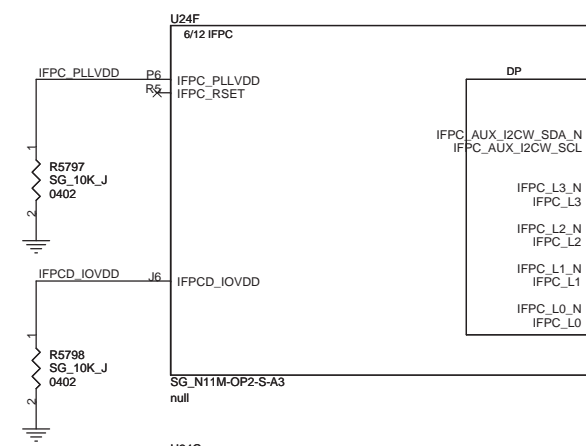 U24F
6/12 IFPC
IFPC_PLLVDD P6 IFPC_PLLVDD
R5 IFPC_RSET
DP
IFPC_AUX_I2CW_SDA_N
IFPC_AUX_I2CW_SCL
1
R5797
SG_10K_J
0402
2
IFPC_L3_N
IFPC_L3
IFPC_L2_N
IFPC_L2
IFPC_L1_N
IFPC_L1
IFPC_L0_N
IFPC_L0
IFPCD_IOVDD J6 IFPCD_IOVDD
1
R5798
SG_10K_J
0402
2
SG_N11M-OP2-S-A3
null